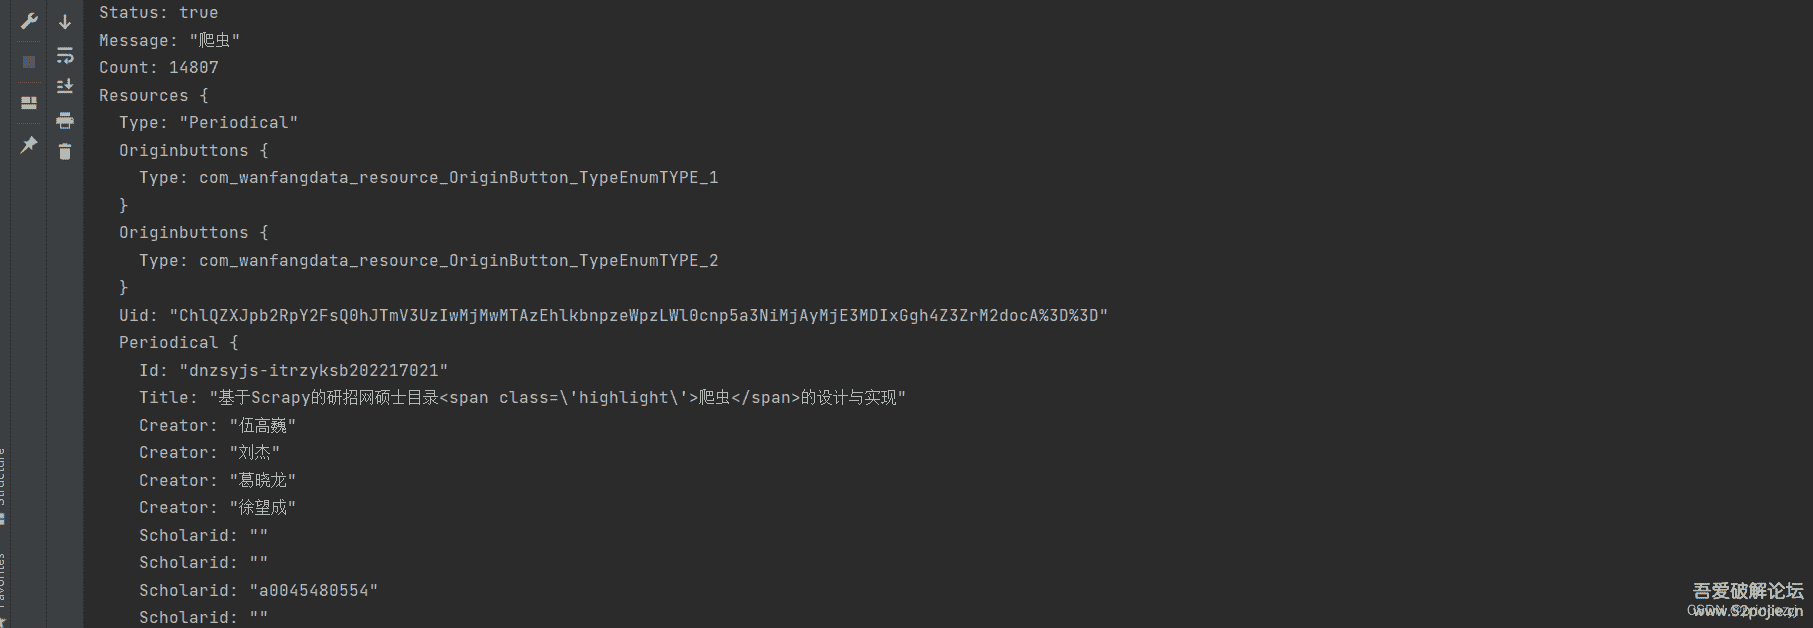 Status: true
Message: "爬虫"
Count: 14807
Resources {
Type: "Periodical"
Originbuttons {
Type: com_wanfangdata_resource_OriginButton_TypeEnumTYPE_1
}
Originbuttons {
Type: com_wanfangdata_resource_OriginButton_TypeEnumTYPE_2
}
Uid: "ChlQZXJpb2RpY2FsQ0hJTmV3UzIwMjMwMTAzEhlkbnpzeWpzLWl0cnp5a3NiMjAyMjE3MDIxGgh4Z3ZrM2docA%3D%3D"
Periodical {
Id: "dnzsyjs-itrzyksb202217021"
Title: "基于Scrapy的研招网硕士目录<span class=\'highlight\'>爬虫</span>的设计与实现"
Creator: "伍高巍"
Creator: "刘杰"
Creator: "葛晓龙"
Creator: "徐望成"
Scholarid: ""
Scholarid: ""
Scholarid: "a0045480554"
Scholarid: ""
Structure
Favorites
吾爱破解论坛
www.52pojie.cn